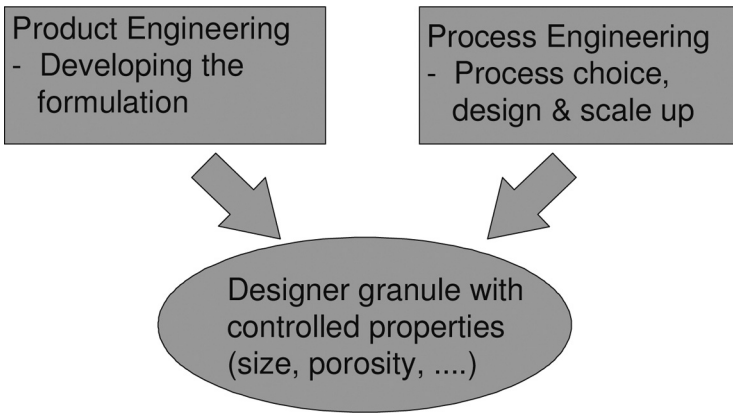 Product Engineering
- Developing the
formulation
Process Engineering
- Process choice,
design & scale up
Designer granule with
controlled properties
(size, porosity, ....)